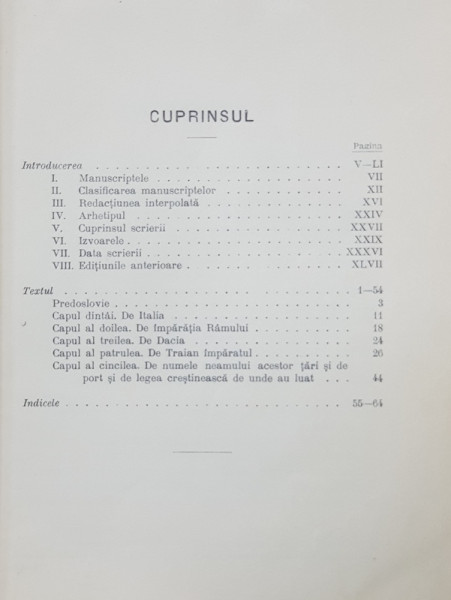 CUPRINSUL
Pagina
Introducerea . . . . . . . . . . . . . . . . . . . . . . V—LI
I. Manuscriptele . . . . . . . . . . . . . . . . . VII
II. Clasificarea manuscriptelor . . . . . . . . . . . XII
III. Redacțiunea interpolată . . . . . . . . . . . . . XVI
IV. Arhetipul . . . . . . . . . . . . . . . . . . . XXIV
V. Cuprinsul scrierii . . . . . . . . . . . . . . . XXVII
VI. Izvoarele . . . . . . . . . . . . . . . . . . . XXIX
VII. Data scrierii . . . . . . . . . . . . . . . . . XXXVI
VIII. Edițiunile anterioare . . . . . . . . . . . . . . XLVII
Textul . . . . . . . . . . . . . . . . . . . . . . . . . 1—54
Predoslovie . . . . . . . . . . . . . . . . . . . . . 3
Capul dintâi. De Italia . . . . . . . . . . . . . . . . 11
Capul al doilea. De împărăția Râmului . . . . . . . . . 18
Capul al treilea. De Dacia . . . . . . . . . . . . . . 24
Capul al patrulea. De Traian împăratul . . . . . . . . . 26
Capul al cincilea. De numele neamului acestor țări și de
port și de legea creștinească de unde au luat . . . 44
Indicele . . . . . . . . . . . . . . . . . . . . . . . . 55—64